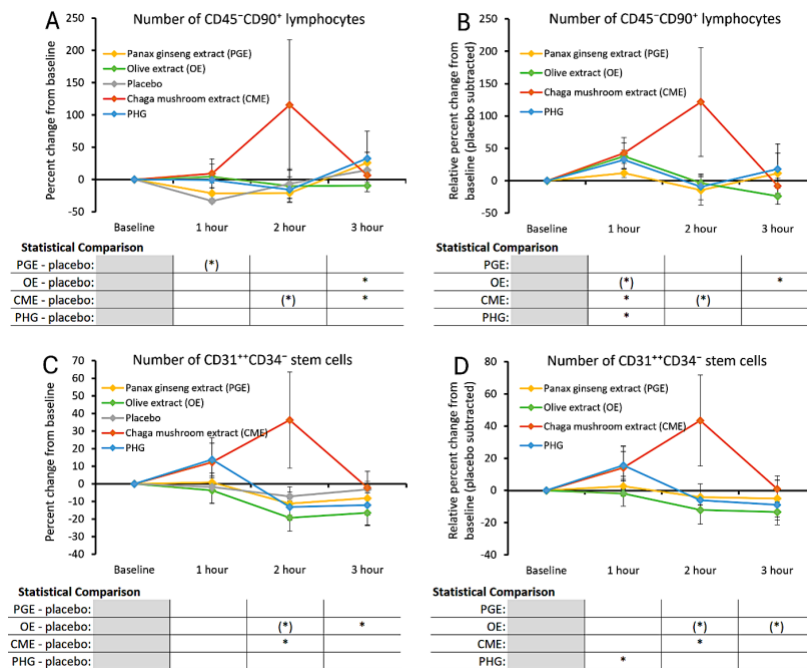 A
Number of CD45⁻CD90⁺ lymphocytes
Percent change from baseline
250
200
150
100
50
0
-50
Panax ginseng extract (PGE)
Olive extract (OE)
Placebo
Chaga mushroom extract (CME)
PHG
Baseline 1 hour 2 hour 3 hour
Statistical Comparison
PGE - placebo: (*)
OE - placebo: *
CME - placebo: (*) *
PHG - placebo:
B
Number of CD45⁻CD90⁺ lymphocytes
Relative percent change from
baseline (placebo subtracted)
250
200
150
100
50
0
-50
Panax ginseng extract (PGE)
Olive extract (OE)
Chaga mushroom extract (CME)
PHG
Baseline 1 hour 2 hour 3 hour
Statistical Comparison
PGE:
OE: (*) *
CME: * (*)
PHG: *
C
Number of CD31⁺⁺CD34⁻ stem cells
Percent change from baseline
70
60
50
40
30
20
10
0
-10
-20
-30
-40
Panax ginseng extract (PGE)
Olive extract (OE)
Placebo
Chaga mushroom extract (CME)
PHG
Baseline 1 hour 2 hour 3 hour
Statistical Comparison
PGE - placebo:
OE - placebo: (*) *
CME - placebo: *
PHG - placebo:
D
Number of CD31⁺⁺CD34⁻ stem cells
Relative percent change from
baseline (placebo subtracted)
80
60
40
20
0
-20
-40
Panax ginseng extract (PGE)
Olive extract (OE)
Chaga mushroom extract (CME)
PHG
Baseline 1 hour 2 hour 3 hour
Statistical Comparison
PGE:
OE: (*) (*)
CME: *
PHG: *